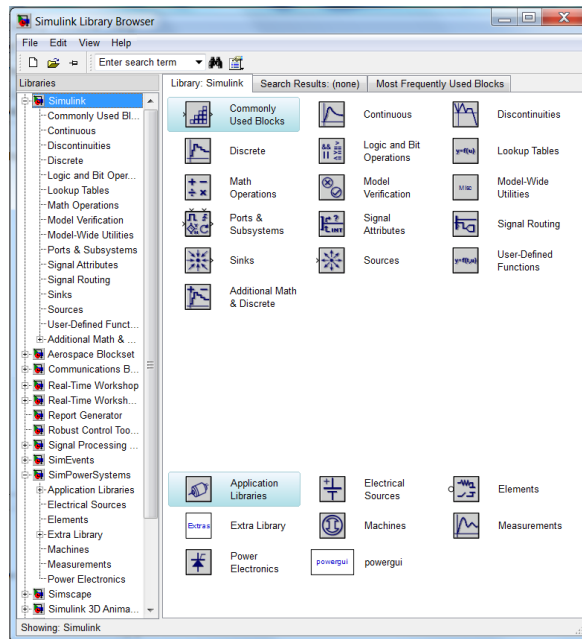 Simulink Library Browser
File Edit View Help
Enter search term
Libraries
Library: Simulink Search Results: (none) Most Frequently Used Blocks
Simulink
Commonly Used Bl...
Continuous
Discontinuities
Discrete
Logic and Bit Oper...
Lookup Tables
Math Operations
Model Verification
Model-Wide Utilities
Ports & Subsystems
Signal Attributes
Signal Routing
Sinks
Sources
User-Defined Funct...
Additional Math & ...
Aerospace Blockset
Communications B...
Real-Time Workshop
Real-Time Worksh...
Report Generator
Robust Control Too...
Signal Processing ...
SimEvents
SimPowerSystems
Application Libraries
Electrical Sources
Elements
Extra Library
Machines
Measurements
Power Electronics
Simscape
Simulink 3D Anima...
Commonly
Used Blocks
Continuous
Discontinuities
Discrete
Logic and Bit
Operations
y=f(u)
Lookup Tables
Math
Operations
Model
Verification
Misc
Model-Wide
Utilities
Ports &
Subsystems
Signal
Attributes
Signal Routing
Sinks
Sources
y=f(u)
User-Defined
Functions
Additional Math
& Discrete
Application
Libraries
Electrical
Sources
Elements
Extras
Extra Library
Machines
Measurements
Power
Electronics
powergui
powergui
Showing: Simulink